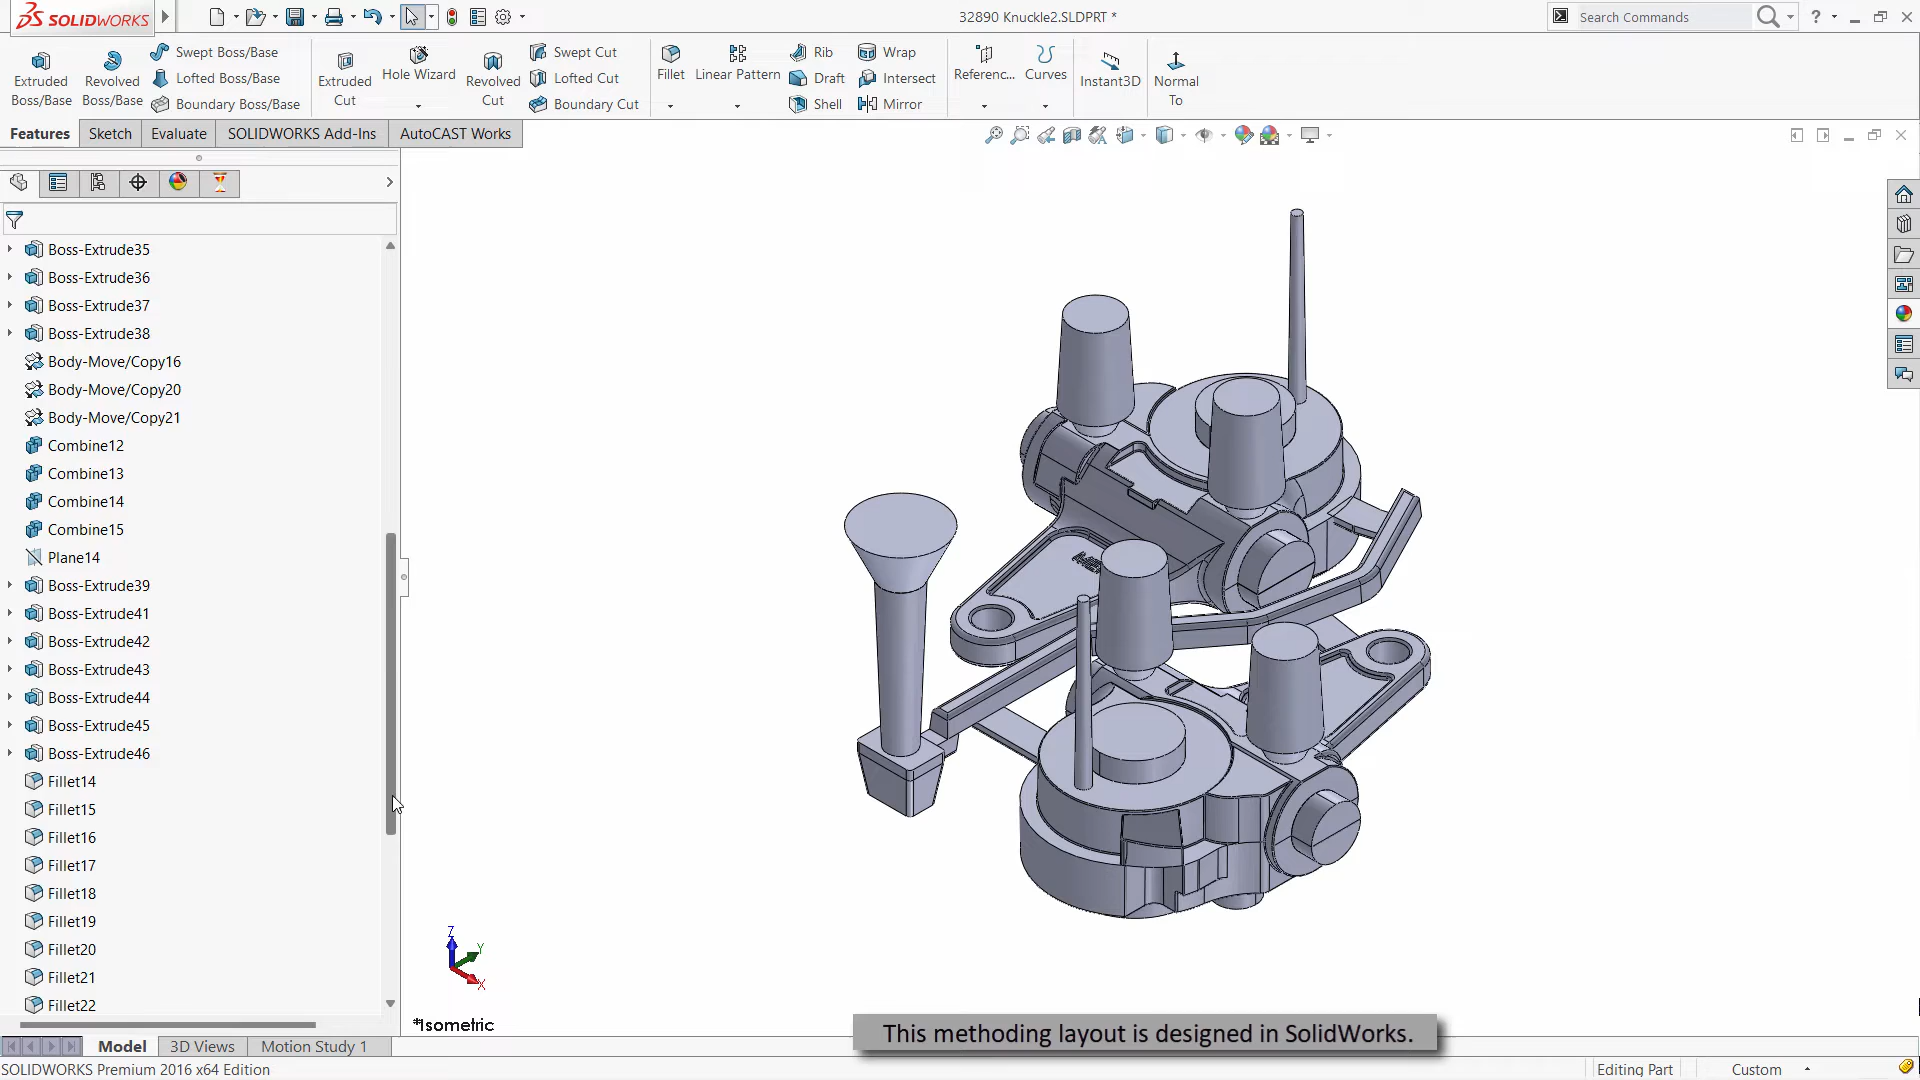 SOLIDWORKS
32890 Knuckle2.SLDPRT *
Search Commands
?
Extruded Boss/Base
Revolved Boss/Base
Swept Boss/Base
Lofted Boss/Base
Boundary Boss/Base
Extruded Cut
Hole Wizard
Revolved Cut
Swept Cut
Lofted Cut
Boundary Cut
Fillet
Linear Pattern
Rib
Draft
Shell
Wrap
Intersect
Mirror
Referenc...
Curves
Instant3D
Normal To
Features
Sketch
Evaluate
SOLIDWORKS Add-Ins
AutoCAST Works
Boss-Extrude35
Boss-Extrude36
Boss-Extrude37
Boss-Extrude38
Body-Move/Copy16
Body-Move/Copy20
Body-Move/Copy21
Combine12
Combine13
Combine14
Combine15
Plane14
Boss-Extrude39
Boss-Extrude41
Boss-Extrude42
Boss-Extrude43
Boss-Extrude44
Boss-Extrude45
Boss-Extrude46
Fillet14
Fillet15
Fillet16
Fillet17
Fillet18
Fillet19
Fillet20
Fillet21
Fillet22
Z
Y
X
*Isometric
This methoding layout is designed in SolidWorks.
Model
3D Views
Motion Study 1
SOLIDWORKS Premium 2016 x64 Edition
Editing Part
Custom